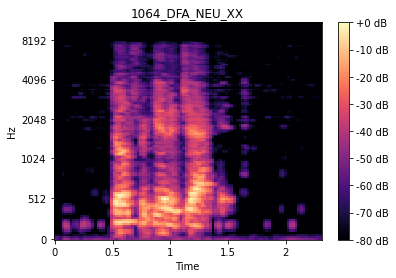 1064_DFA_NEU_XX
+0 dB
8192
-10 dB
4096
-20 dB
-30 dB
2048
Hz
-40 dB
1024
-50 dB
512
-60 dB
-70 dB
0
-80 dB
0 0.5 1 1.5 2
Time